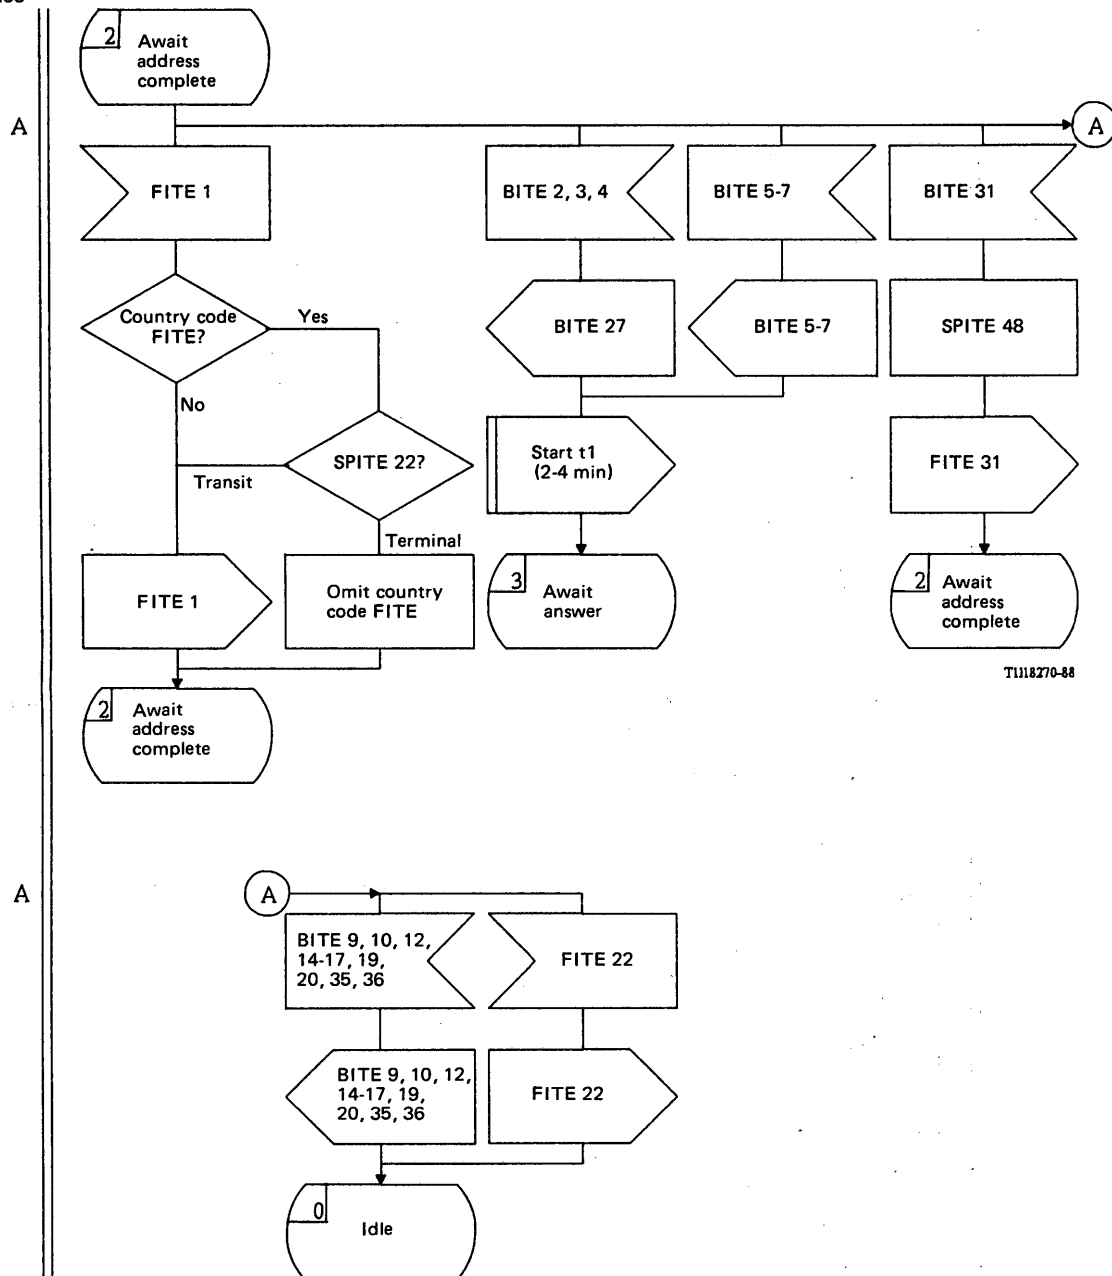 2
Await
address
complete
A
A
FITE 1
BITE 2, 3, 4
BITE 5-7
BITE 31
Country code
FITE?
Yes
BITE 27
BITE 5-7
SPITE 48
No
SPITE 22?
Transit
Start t1
(2-4 min)
FITE 31
Terminal
FITE 1
Omit country
code FITE
3
Await
answer
2
Await
address
complete
T1118270-88
2
Await
address
complete
A
A
BITE 9, 10, 12,
14-17, 19,
20, 35, 36
FITE 22
BITE 9, 10, 12,
14-17, 19,
20, 35, 36
FITE 22
0
Idle